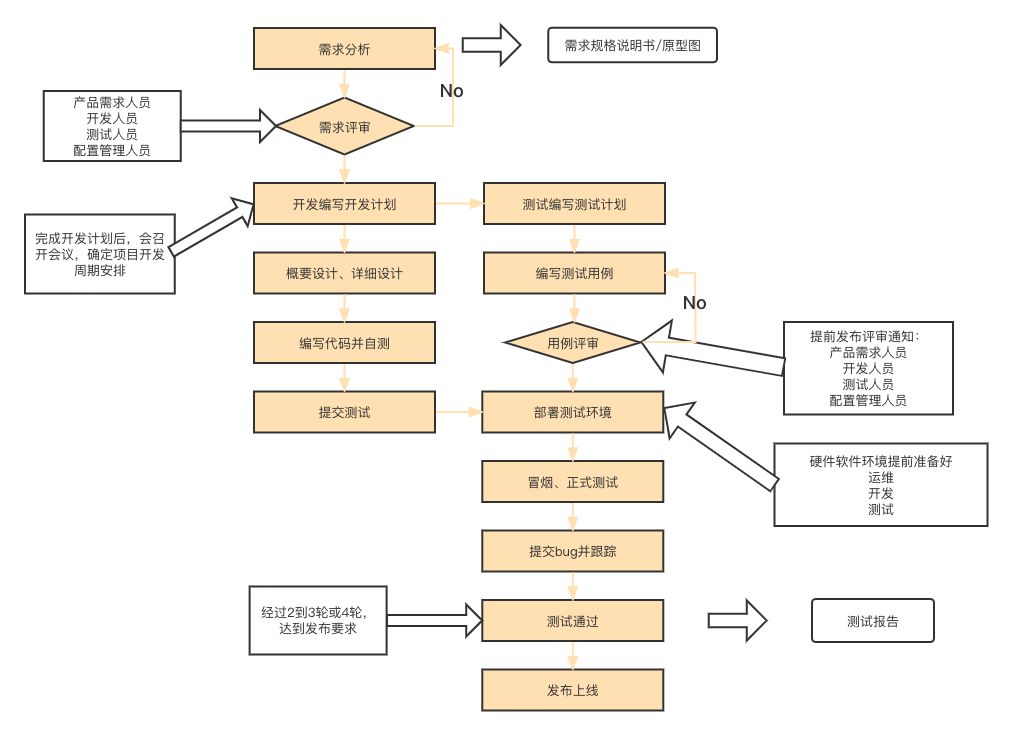 需求分析
需求规格说明书/原型图
No
产品需求人员
开发人员
测试人员
配置管理人员
需求评审
开发编写开发计划
测试编写测试计划
完成开发计划后，会召
开会议，确定项目开发
周期安排
概要设计、详细设计
编写测试用例
No
编写代码并自测
用例评审
提前发布评审通知：
产品需求人员
开发人员
测试人员
配置管理人员
提交测试
部署测试环境
硬件软件环境提前准备好
运维
开发
测试
冒烟、正式测试
提交bug并跟踪
经过2到3轮或4轮，
达到发布要求
测试通过
测试报告
发布上线